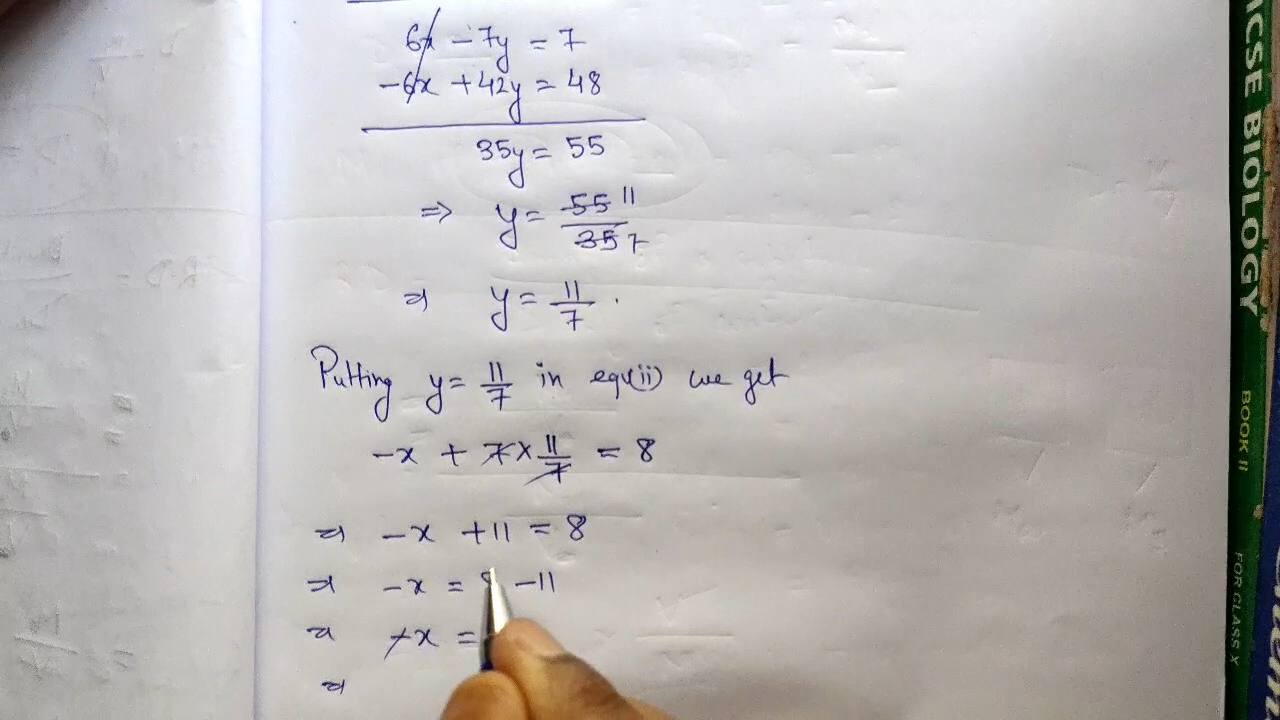 6x - 7y = 7
-6x + 42y = 48
35y = 55
⇒ y = 55 11 / 35 7
⇒ y = 11/7 .
Putting y = 11/7 in eqn(ii) we get
-x + 7 × 11/7 = 8
⇒ -x + 11 = 8
⇒ -x = 8 - 11
⇒ -x =
⇒
ICSE BIOLOGY
BOOK II
FOR CLASS X